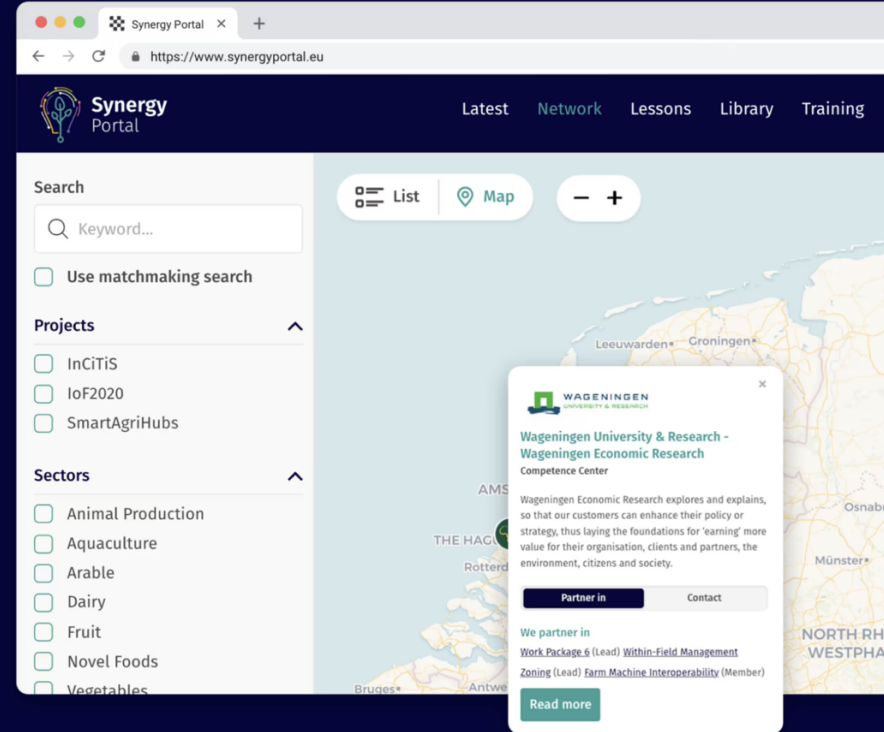 Synergy Portal
https://www.synergyportal.eu
Synergy
Portal
Latest Network Lessons Library Training
Search
Keyword...
Use matchmaking search
Projects
InCiTiS
IoF2020
SmartAgriHubs
Sectors
Animal Production
Aquaculture
Arable
Dairy
Fruit
Novel Foods
Vegetables
List Map
Leeuwarden Groningen
AMS
THE HAG
Rotterd
Bruges Antwe
Osnab
Münster
NORTH RH
WESTPHA
WAGENINGEN
UNIVERSITY & RESEARCH
Wageningen University & Research -
Wageningen Economic Research
Competence Center
Wageningen Economic Research explores and explains,
so that our customers can enhance their policy or
strategy, thus laying the foundations for 'earning' more
value for their organisation, clients and partners, the
environment, citizens and society.
Partner in Contact
We partner in
Work Package 6 (Lead) Within-Field Management
Zoning (Lead) Farm Machine Interoperability (Member)
Read more